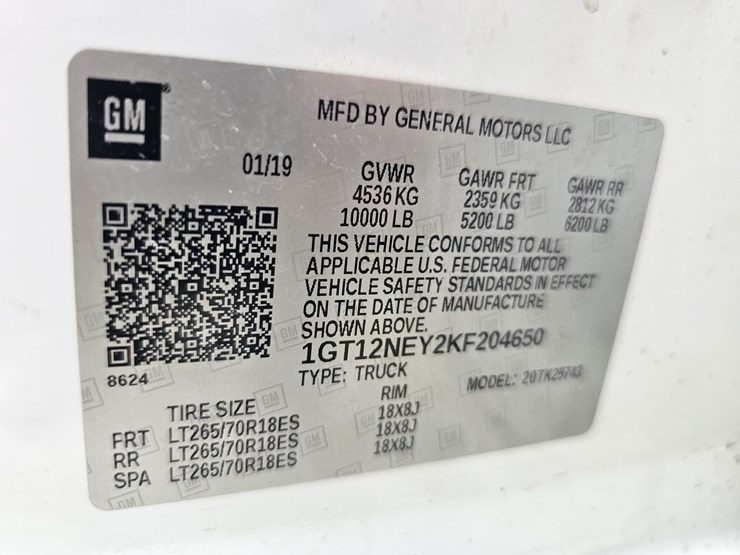 GM
MFD BY GENERAL MOTORS LLC
01/19 GVWR GAWR FRT GAWR RR
4536 KG 2359 KG 2812 KG
10000 LB 5200 LB 6200 LB
THIS VEHICLE CONFORMS TO ALL
APPLICABLE U.S. FEDERAL MOTOR
VEHICLE SAFETY STANDARDS IN EFFECT
ON THE DATE OF MANUFACTURE
SHOWN ABOVE.
1GT12NEY2KF204650
8624
TYPE: TRUCK MODEL: 20TK25743
TIRE SIZE RIM
FRT LT265/70R18ES 18X8J
RR LT265/70R18ES 18X8J
SPA LT265/70R18ES 18X8J